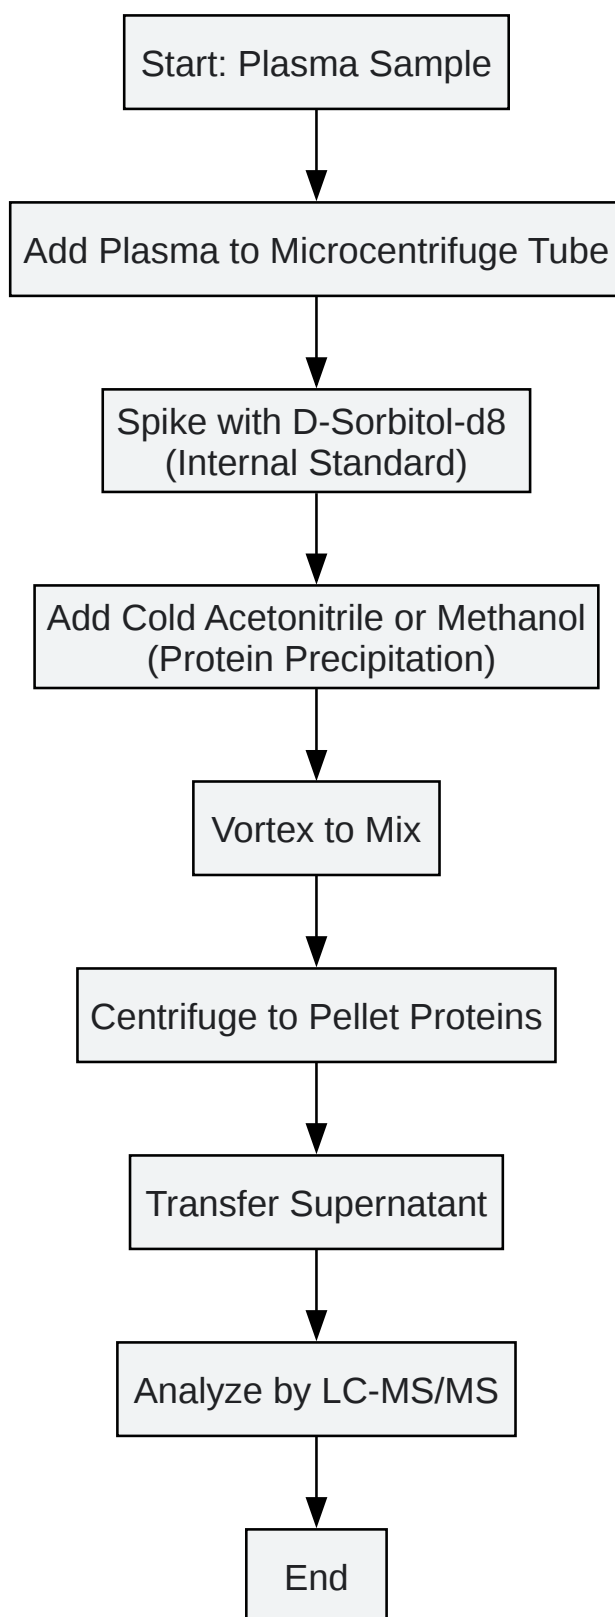 Start: Plasma Sample
Add Plasma to Microcentrifuge Tube
Spike with D-Sorbitol-d8
(Internal Standard)
Add Cold Acetonitrile or Methanol
(Protein Precipitation)
Vortex to Mix
Centrifuge to Pellet Proteins
Transfer Supernatant
Analyze by LC-MS/MS
End